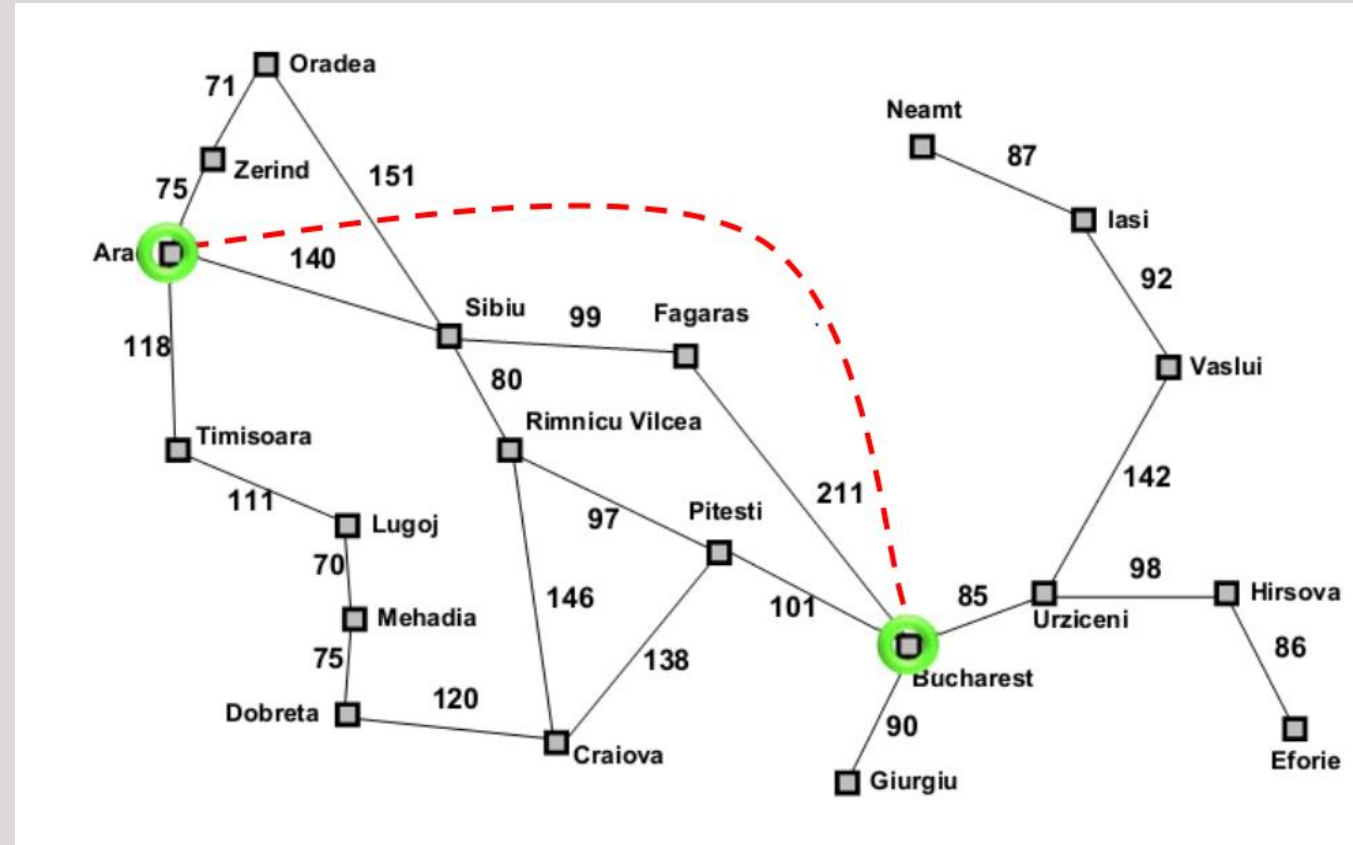 Oradea
71
Neamt
87
Zerind
151
75
Iasi
Ara
140
92
Sibiu
99
Fagaras
118
Vaslui
80
Rimnicu Vilcea
Timisoara
142
111
211
Pitesti
Lugoj
97
70
98
Hirsova
146
101
85
Mehadia
Urziceni
75
138
86
Bucharest
120
Dobreta
90
Craiova
Eforie
Giurgiu